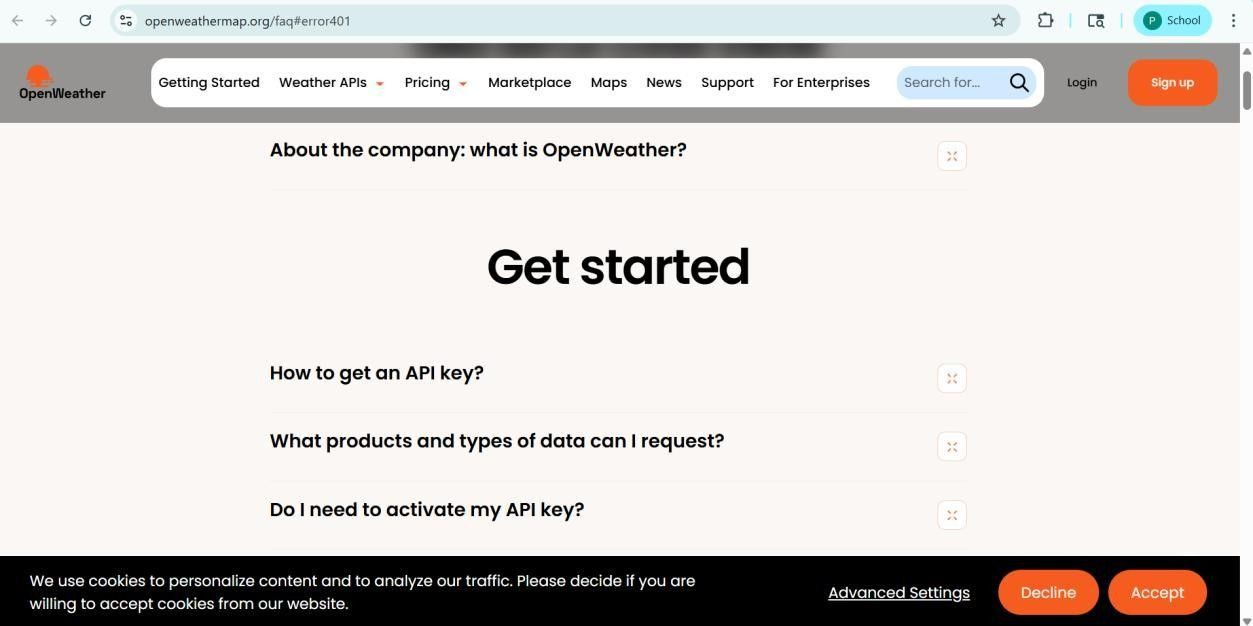 openweathermap.org/faq#error401
P School
OpenWeather
Getting Started Weather APIs Pricing Marketplace Maps News Support For Enterprises Search for... Login Sign up
About the company: what is OpenWeather?
Get started
How to get an API key?
What products and types of data can I request?
Do I need to activate my API key?
We use cookies to personalize content and to analyze our traffic. Please decide if you are
willing to accept cookies from our website.
Advanced Settings Decline Accept